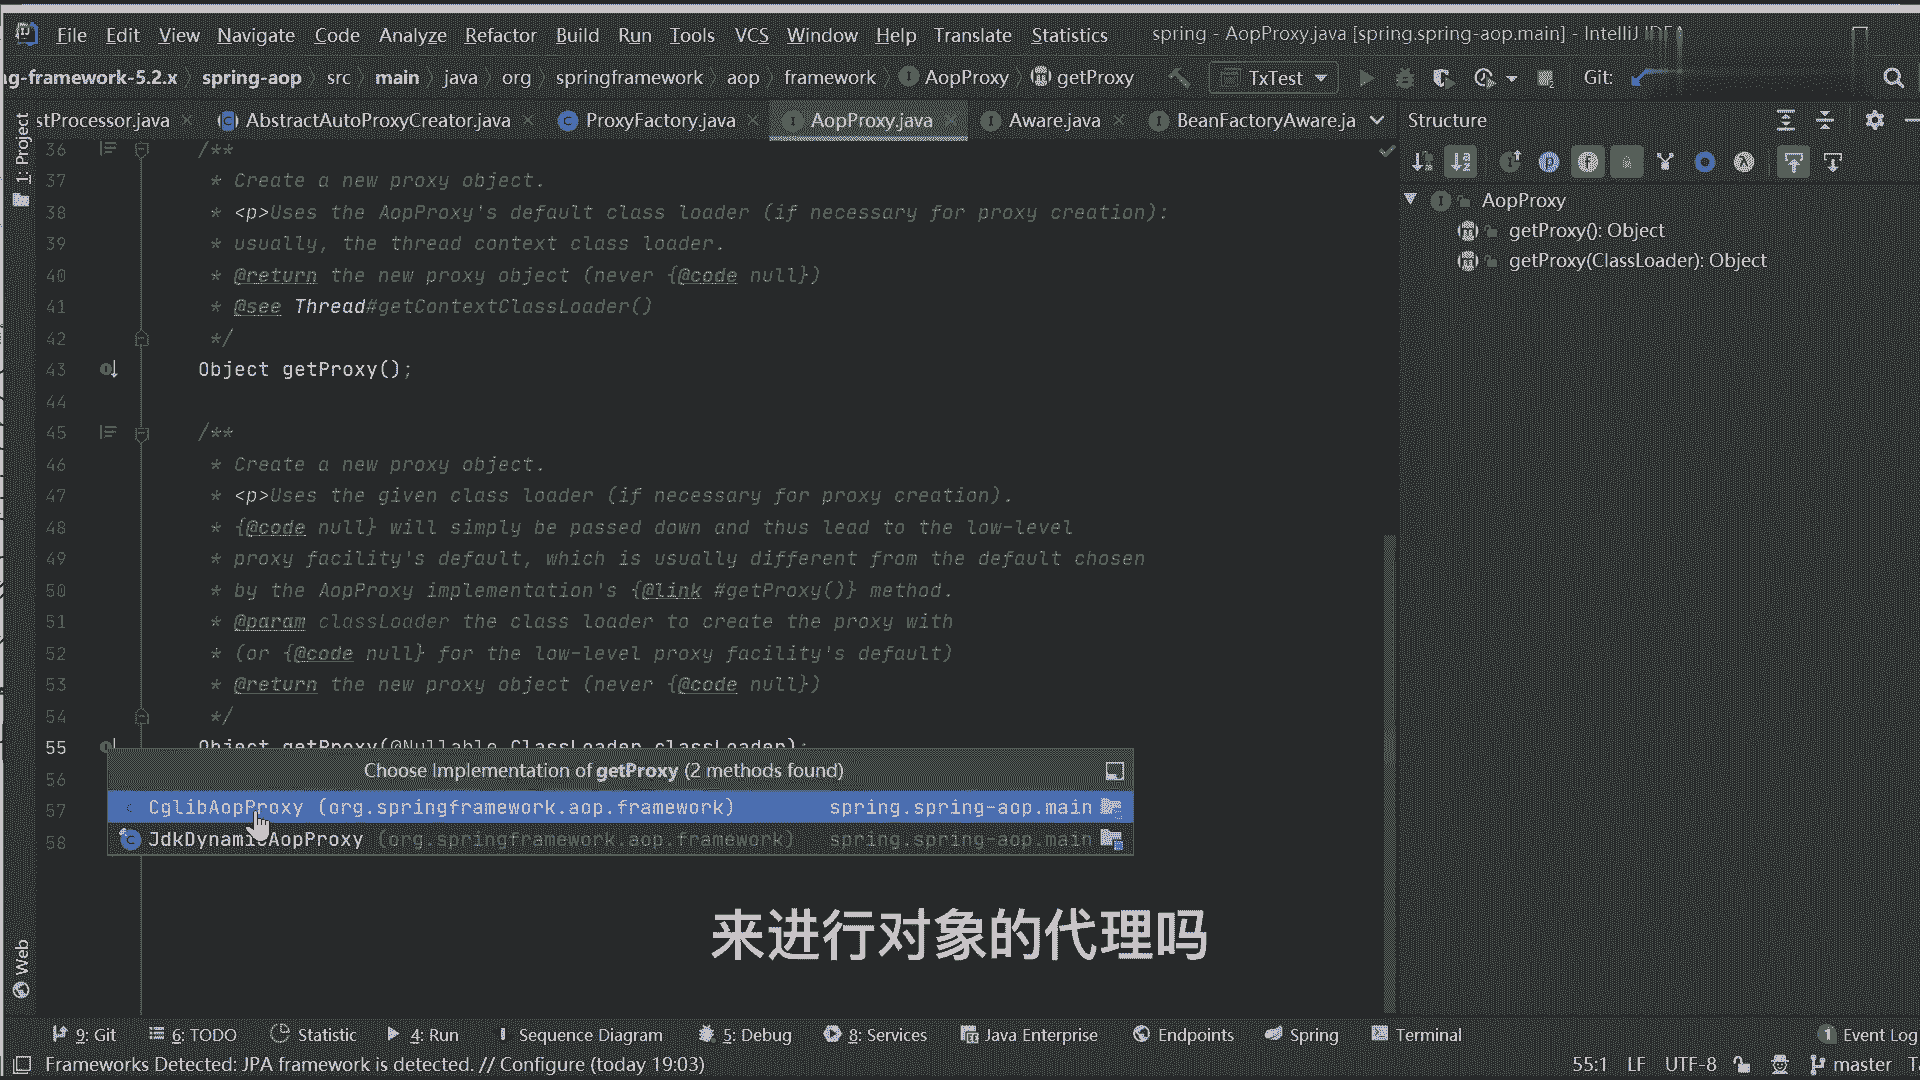 File Edit View Navigate Code Analyze Refactor Build Run Tools VCS Window Help Translate Statistics spring - AopProxy.java [spring.spring-aop.main] - IntelliJ IDEA
ng-framework-5.2.x spring-aop src main java org springframework aop framework AopProxy getProxy TxTest Git:
stProcessor.java AbstractAutoProxyCreator.java ProxyFactory.java AopProxy.java Aware.java BeanFactoryAware.ja Structure
1: Project
36 /**
37 * Create a new proxy object.
38 * <p>Uses the AopProxy's default class loader (if necessary for proxy creation):
39 * usually, the thread context class loader.
40 * @return the new proxy object (never {@code null})
41 * @see Thread#getContextClassLoader()
42 */
43 Object getProxy();
44
45 /**
46 * Create a new proxy object.
47 * <p>Uses the given class loader (if necessary for proxy creation).
48 * {@code null} will simply be passed down and thus lead to the low-level
49 * proxy facility's default, which is usually different from the default chosen
50 * by the AopProxy implementation's {@link #getProxy()} method.
51 * @param classLoader the class loader to create the proxy with
52 * (or {@code null} for the low-level proxy facility's default)
53 * @return the new proxy object (never {@code null})
54 */
55 Object getProxy(@Nullable ClassLoader classLoader);
56
57
58
Choose Implementation of getProxy (2 methods found)
CglibAopProxy (org.springframework.aop.framework) spring.spring-aop.main
JdkDynamicAopProxy (org.springframework.aop.framework) spring.spring-aop.main
AopProxy
getProxy(): Object
getProxy(ClassLoader): Object
来进行对象的代理吗
Web
9: Git 6: TODO Statistic 4: Run Sequence Diagram 5: Debug 8: Services Java Enterprise Endpoints Spring Terminal 1 Event Log
Frameworks Detected: JPA framework is detected. // Configure (today 19:03) 55:1 LF UTF-8 master